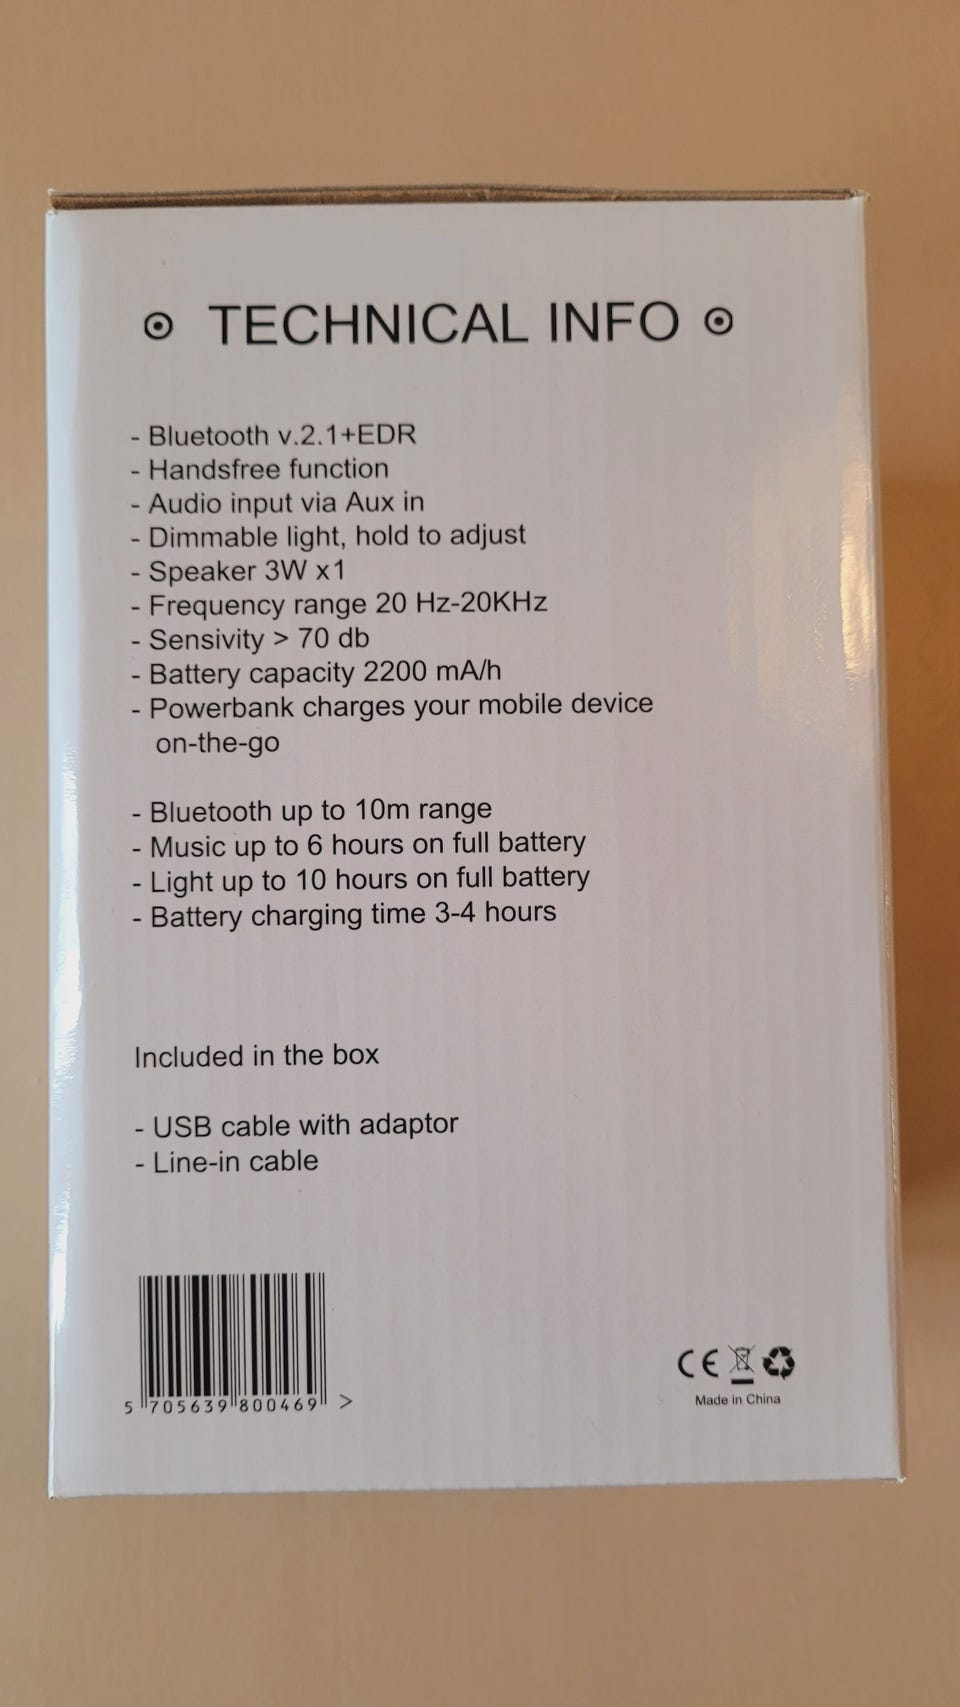 TECHNICAL INFO
- Bluetooth v.2.1+EDR
- Handsfree function
- Audio input via Aux in
- Dimmable light, hold to adjust
- Speaker 3W x1
- Frequency range 20 Hz-20KHz
- Sensivity > 70 db
- Battery capacity 2200 mA/h
- Powerbank charges your mobile device
on-the-go
- Bluetooth up to 10m range
- Music up to 6 hours on full battery
- Light up to 10 hours on full battery
- Battery charging time 3-4 hours
Included in the box
- USB cable with adaptor
- Line-in cable
5 705639 800469 >
CE
Made in China